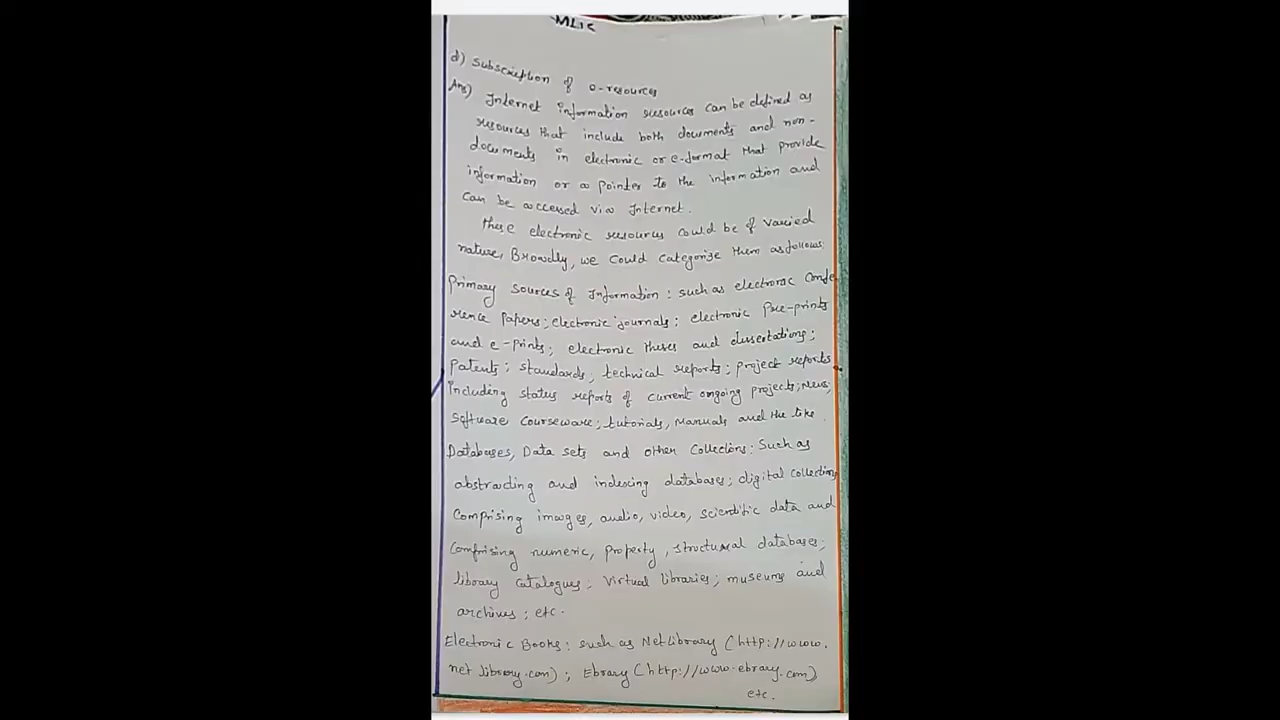 MLIS
d) Subscription of e-resources
Ans) Internet information resources can be defined as
resources that include both documents and non-
documents in electronic or e-format that provide
information or a pointer to the information and
can be accessed via Internet.
These electronic resources could be of varied
nature, Broadly, we could categorize them as follows:
Primary Sources of Information: such as electronic confe-
rence Papers; electronic journals; electronic Pre-prints
and e-prints; electronic theses and dissertations;
Patents; standards; technical reports; project reports
Including status reports of current ongoing projects; News;
Software Courseware; tutorials, Manuals and the like.
Databases, Data sets and other Collections: Such as
abstracting and indexing databases; digital collections
Comprising images, audio, video, scientific data and
Comprising numeric, Property, structural databases;
library Catalogues; Virtual libraries; museums and
archives; etc.
Electronic Books: such as NetLibrary (http://www.
net library.com); Ebrary (http://www.ebrary.com)
etc.